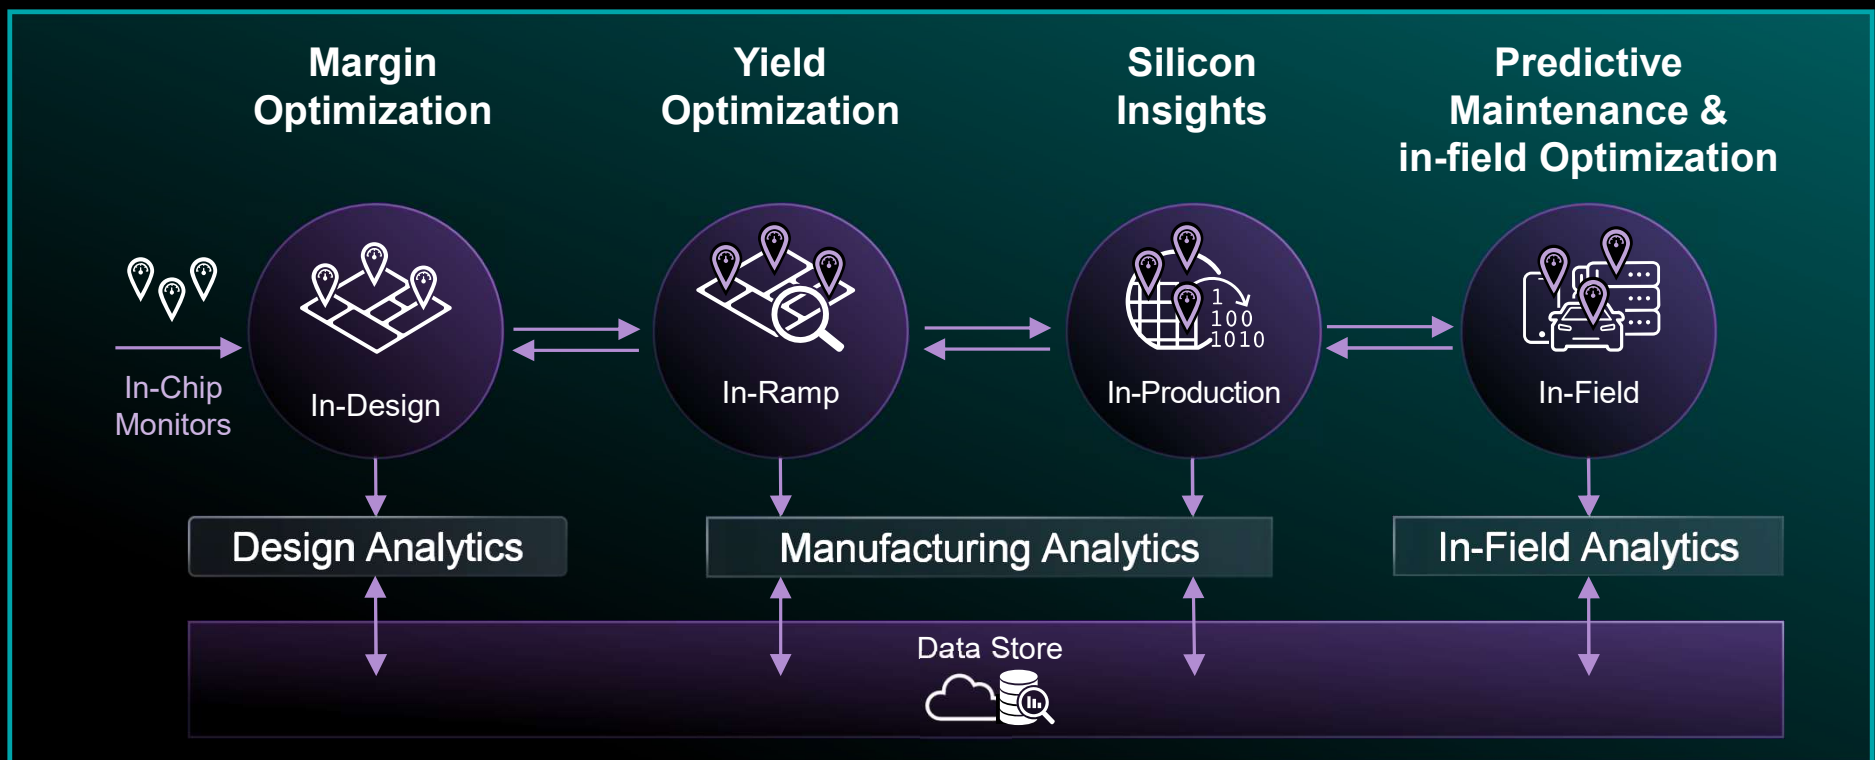 Margin
Optimization
Yield
Optimization
Silicon
Insights
Predictive
Maintenance &
in-field Optimization
In-Chip
Monitors
In-Design
In-Ramp
1
100
1010
In-Production
In-Field
Design Analytics
Manufacturing Analytics
In-Field Analytics
Data Store